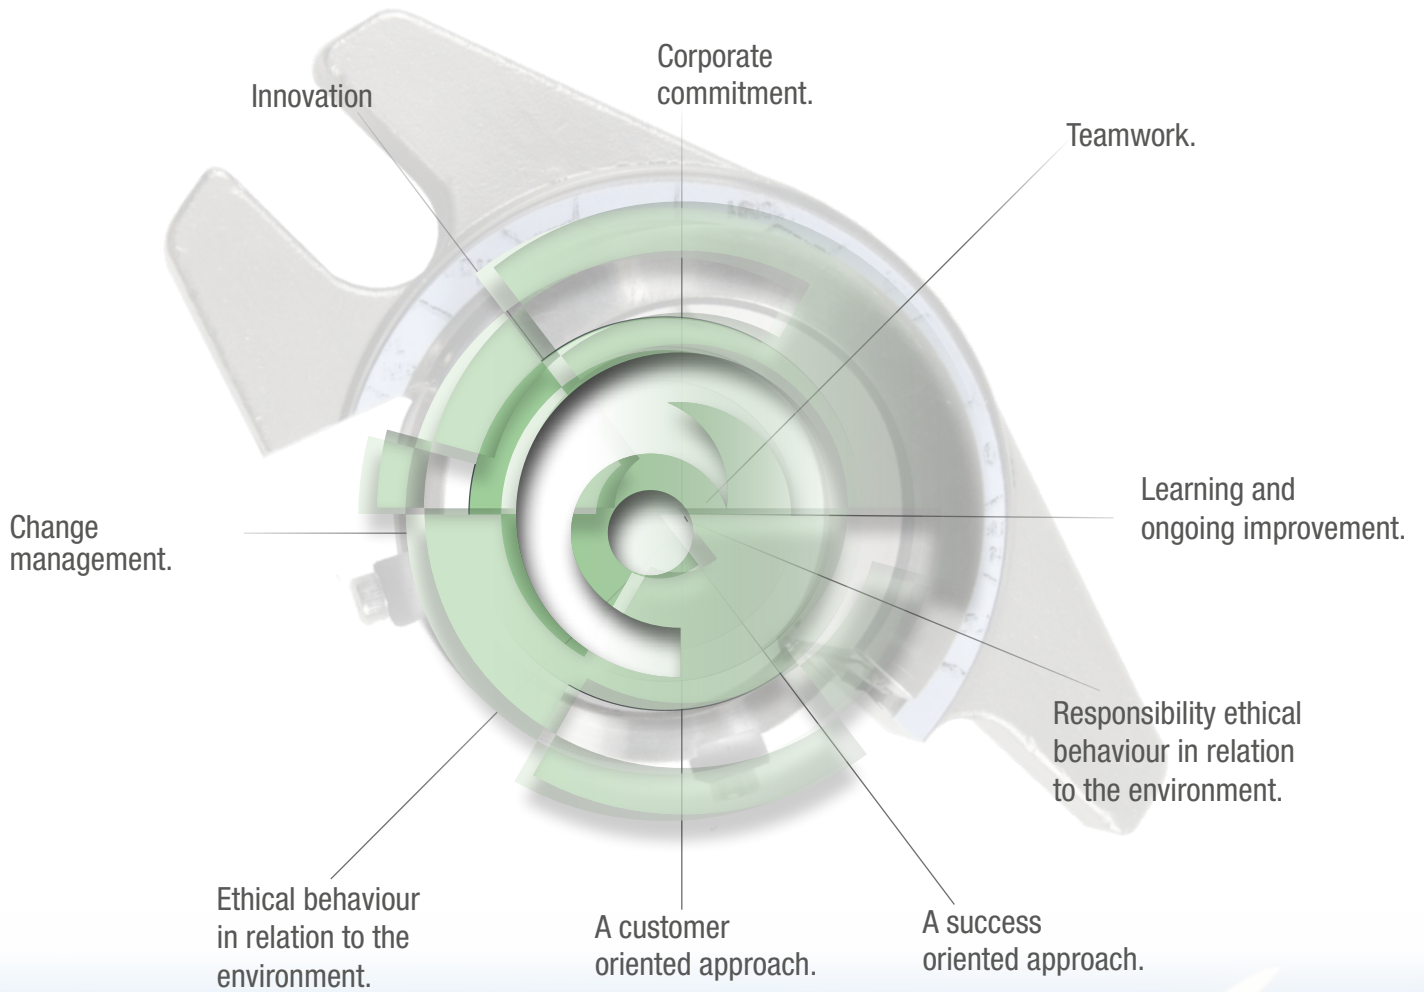 Corporate
commitment.
Innovation
Teamwork.
Learning and
ongoing improvement.
Change
management.
Responsibility ethical
behaviour in relation
to the environment.
Ethical behaviour
in relation to the
environment.
A customer
oriented approach.
A success
oriented approach.